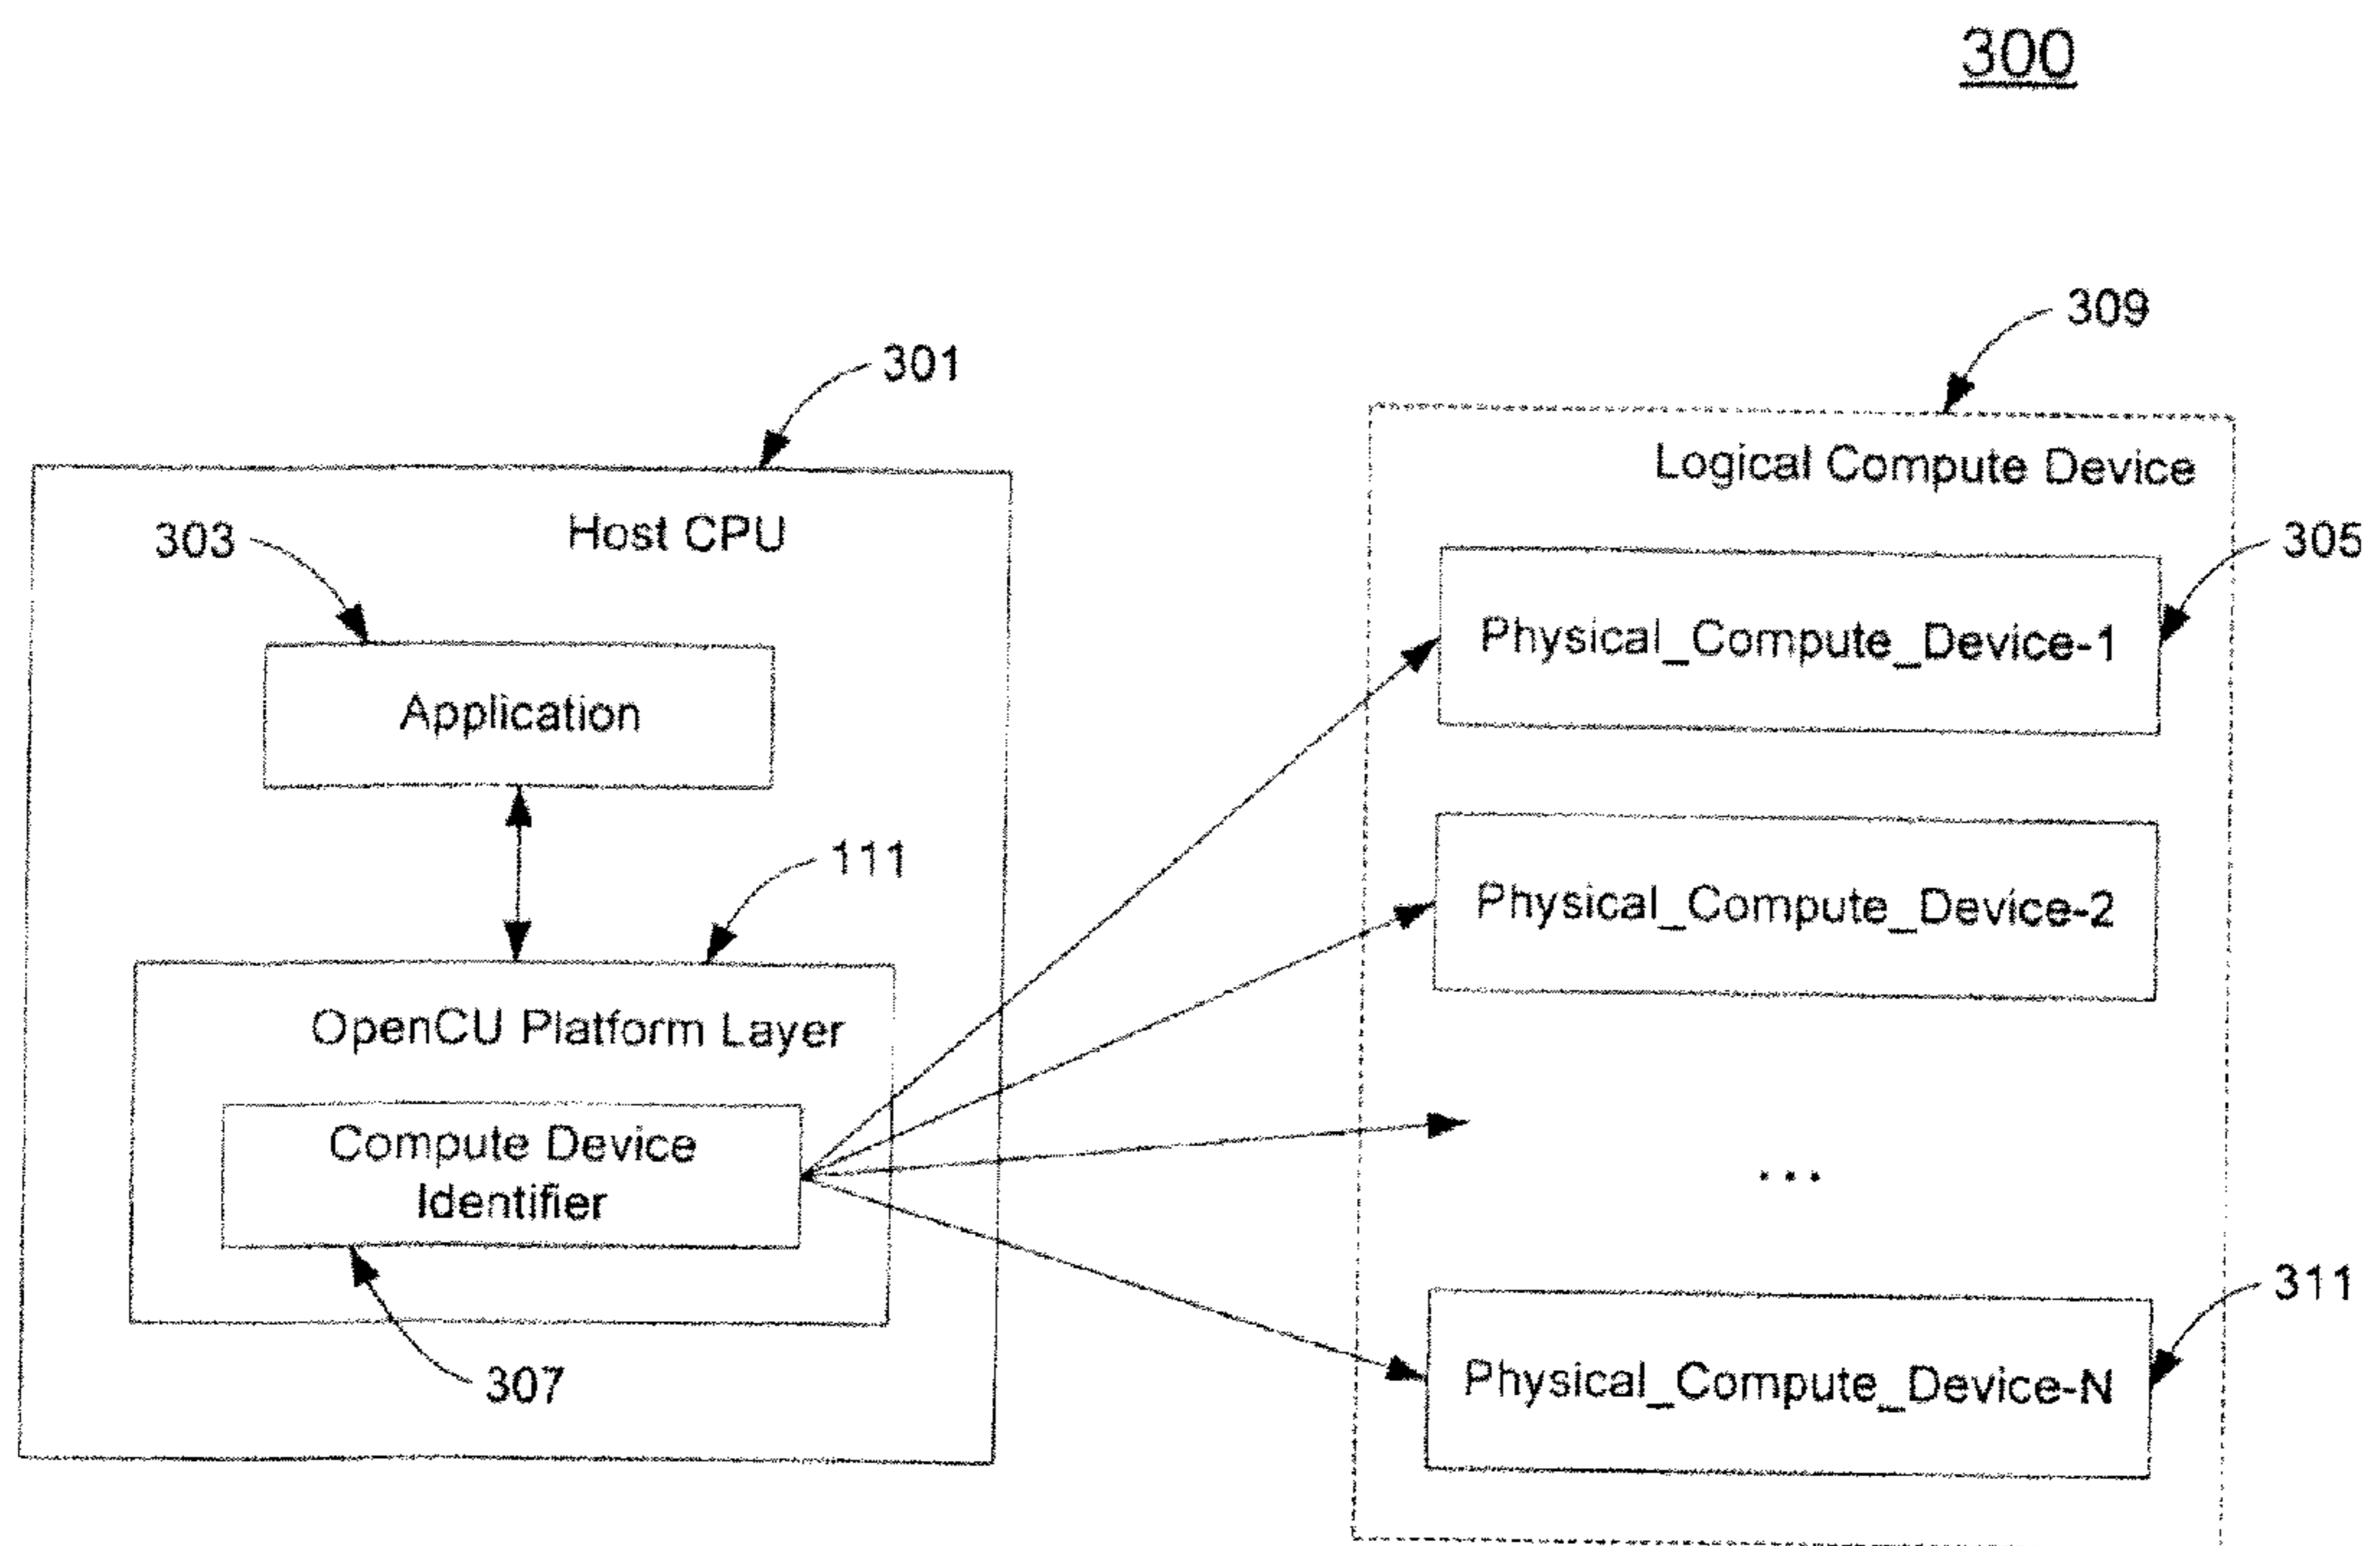 300
309
301
Logical Compute Device
Host CPU
303
305
Physical_Compute_Device-1
Application
111
Physical_Compute_Device-2
OpenCU Platform Layer
Compute Device
Identifier
...
311
307
Physical_Compute_Device-N